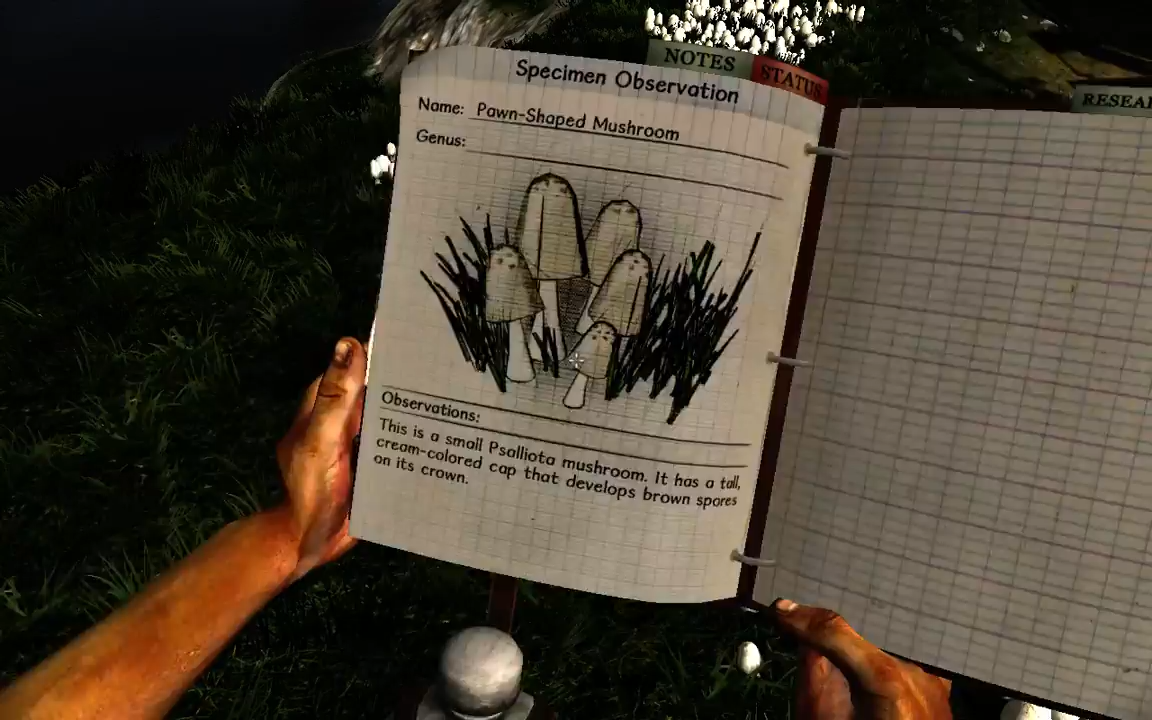 NOTES
STATUS
RESEA
Specimen Observation
Name: Pawn-Shaped Mushroom
Genus:
Observations:
This is a small Psalliota mushroom. It has a tall,
cream-colored cap that develops brown spores
on its crown.